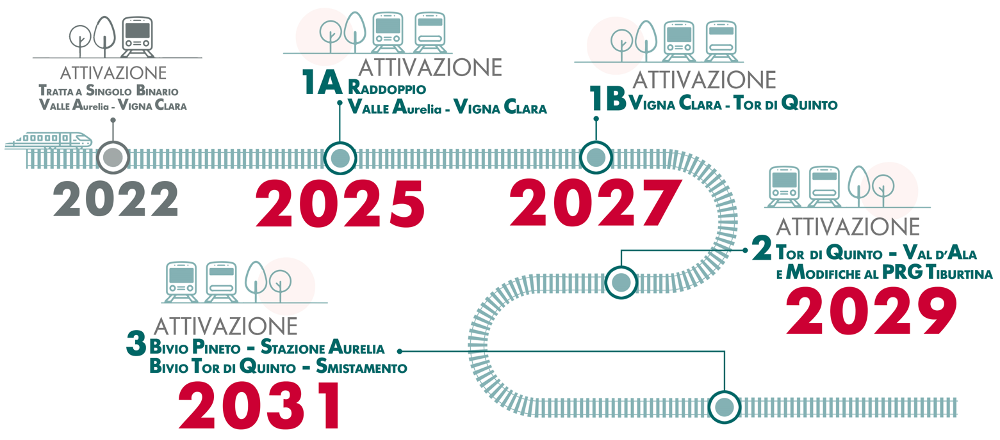 ATTIVAZIONE
TRATTA A SINGOLO BINARIO
VALLE Aurelia - VIGNA CLARA
2022
ATTIVAZIONE
1A RADDOPPIO
VALLE Aurelia - VIGNA CLARA
2025
ATTIVAZIONE
1B VIGNA CLARA - TOR DI QUINTO
2027
ATTIVAZIONE
2 TOR DI QUINTO - VAL D'ALA
E MODIFICHE AL PRG TIBURTINA
2029
ATTIVAZIONE
3 BIVIO PINETO - STAZIONE AURELIA
BIVIO TOR DI QUINTO - SMISTAMENTO
2031